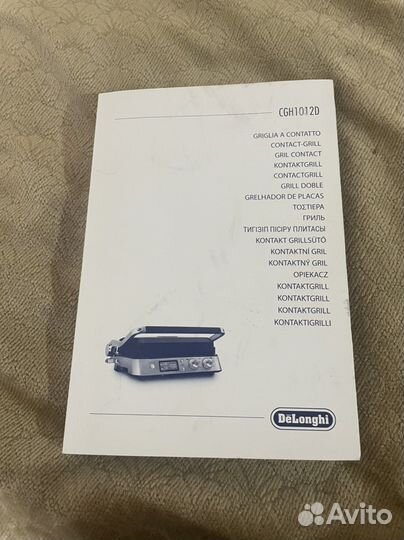 CGH1012D
GRIGLIA A CONTATTO
CONTACT-GRILL
GRIL CONTACT
KONTAKTGRILL
CONTACTGRILL
GRILL DOBLE
GRELHADOR DE PLACAS
ΤΟΣΤΙΕΡΑ
ГРИЛЬ
ТИГІЗІП ПІСІРУ ПЛИТАСЫ
KONTAKT GRILLSÜTŐ
KONTAKTNÍ GRIL
KONTAKTNÝ GRIL
OPIEKACZ
KONTAKTGRILL
KONTAKTGRILL
KONTAKTGRILL
KONTAKTIGRILLI
DeLonghi
Avito